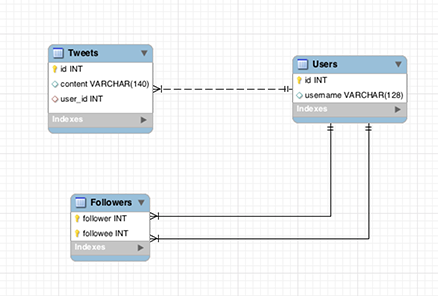 Tweets
id INT
content VARCHAR(140)
user_id INT
Indexes
Users
id INT
username VARCHAR(128)
Indexes
Followers
follower INT
followee INT
Indexes